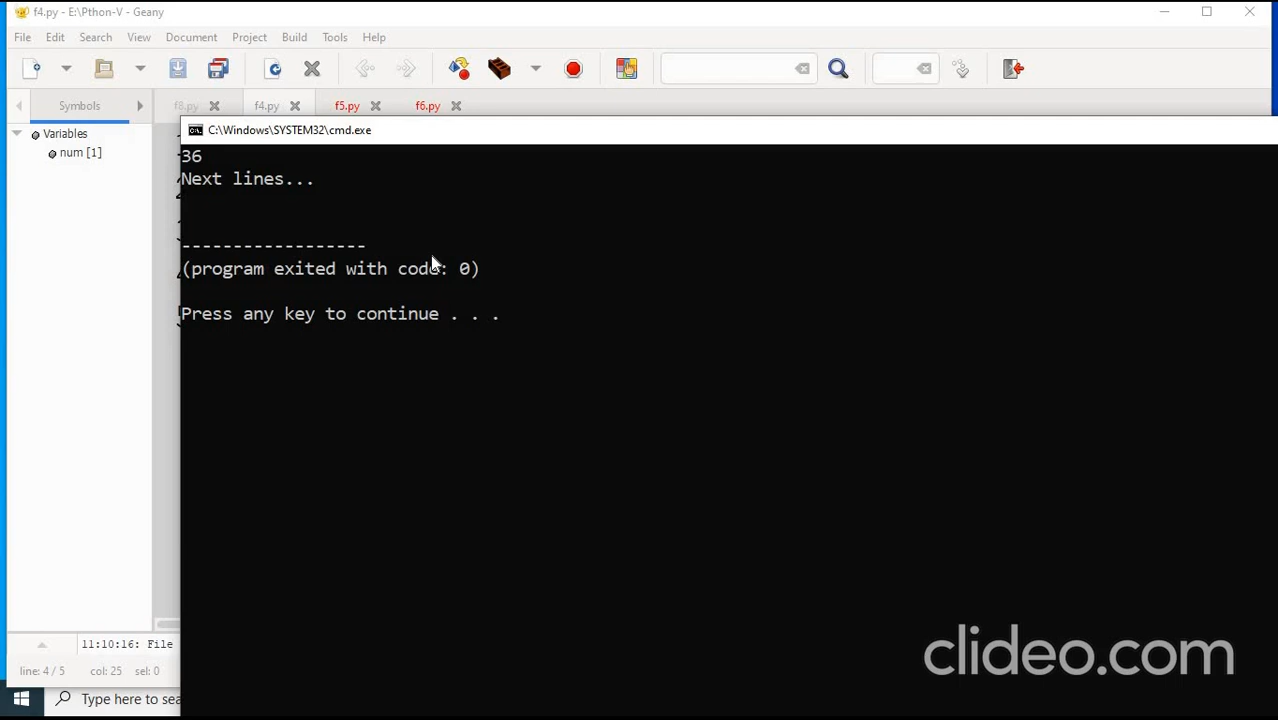 f4.py - E:\Pthon-V - Geany
File Edit Search View Document Project Build Tools Help
Symbols f8.py f4.py f5.py f6.py
Variables
num [1]
C:\Windows\SYSTEM32\cmd.exe
36
Next lines...
------------------
(program exited with code: 0)
Press any key to continue . . .
11:10:16: File
line: 4 / 5 col: 25 sel: 0
Type here to sea
clideo.com